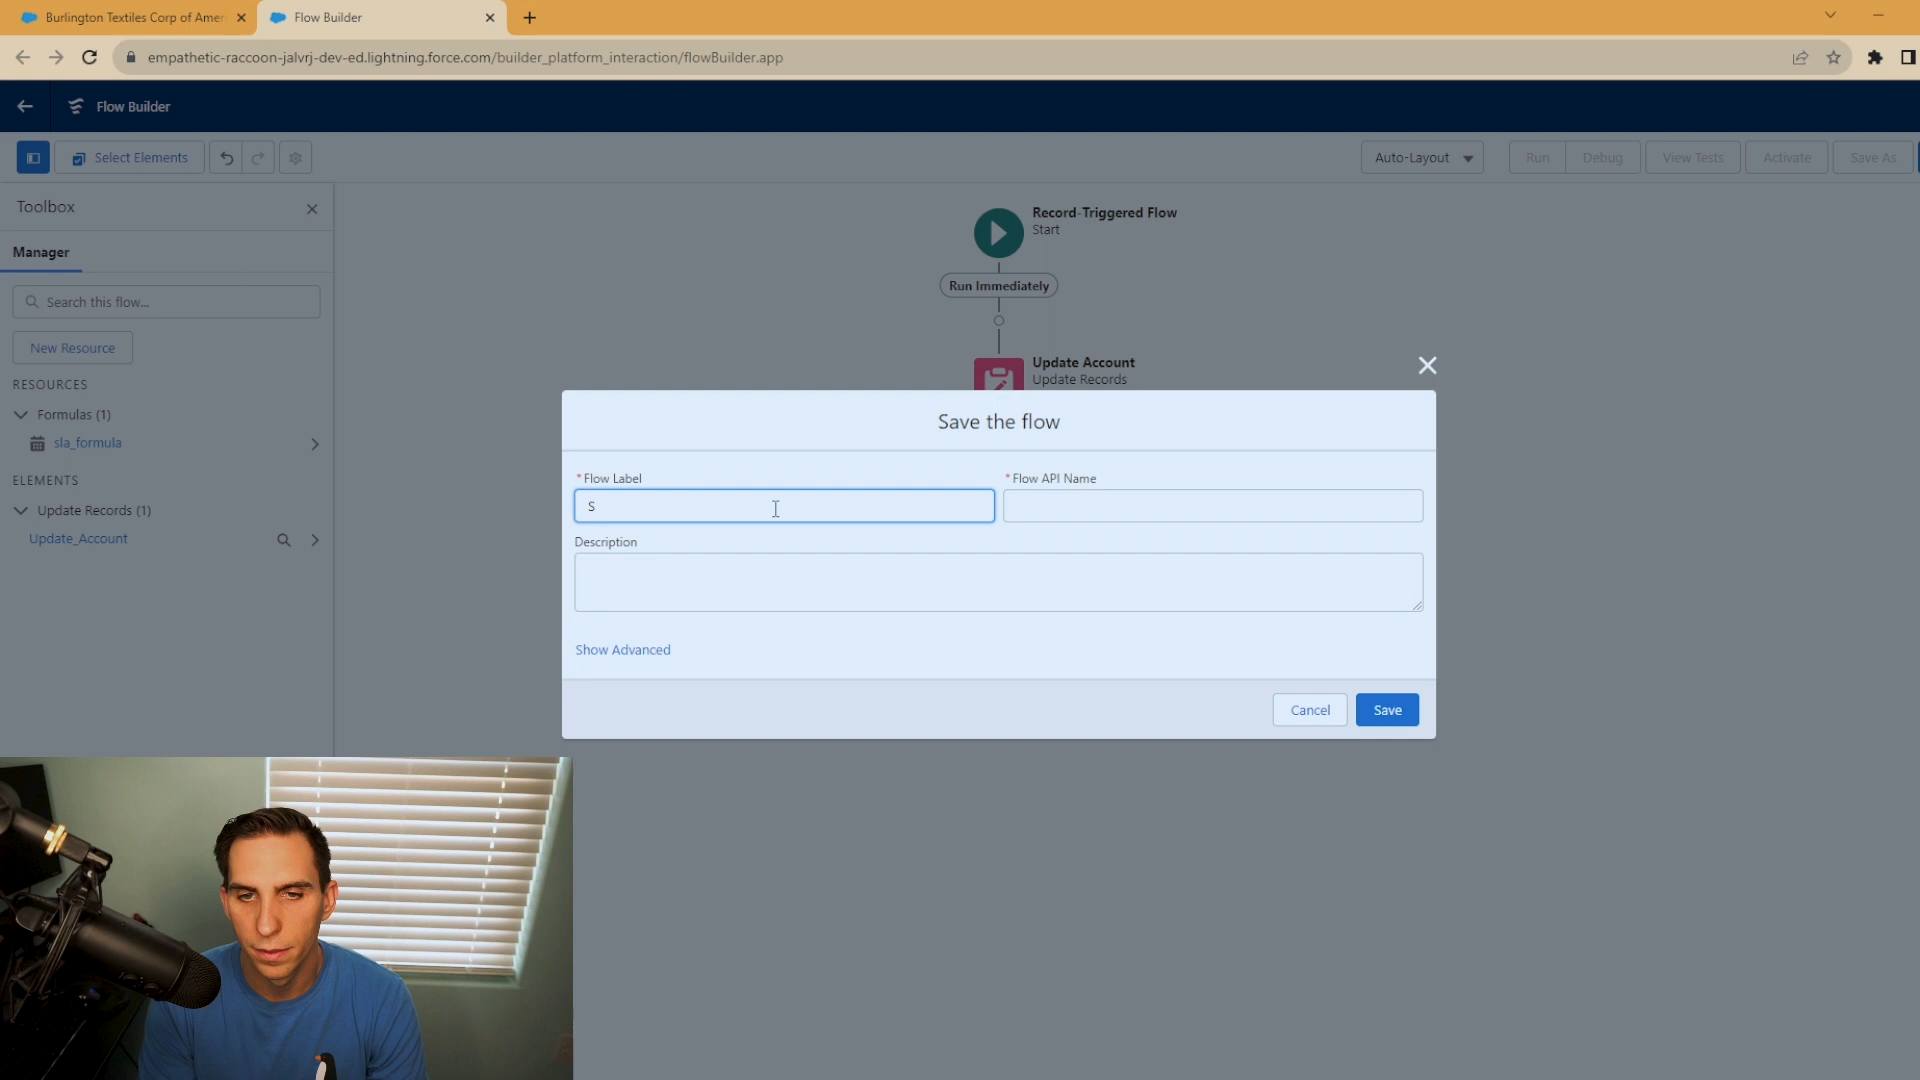 Burlington Textiles Corp of Amer
Flow Builder
empathetic-raccoon-jalvrj-dev-ed.lightning.force.com/builder_platform_interaction/flowBuilder.app
Flow Builder
Select Elements
Auto-Layout
Run
Debug
View Tests
Activate
Save As
Toolbox
Manager
Search this flow...
New Resource
RESOURCES
Formulas (1)
sla_formula
ELEMENTS
Update Records (1)
Update_Account
Record-Triggered Flow
Start
Run Immediately
Update Account
Update Records
Save the flow
* Flow Label
S
* Flow API Name
Description
Show Advanced
Cancel
Save